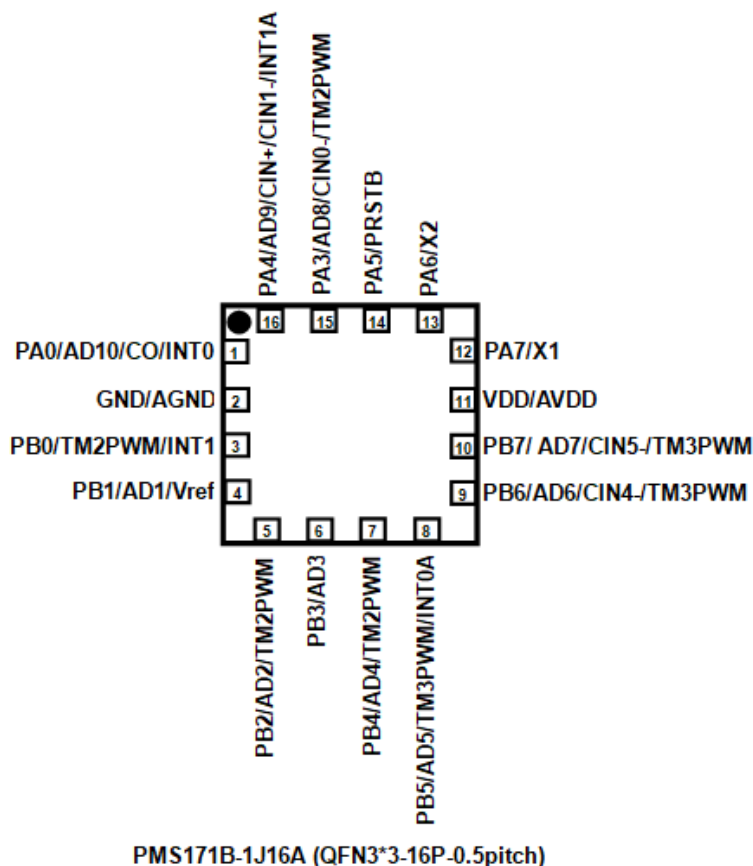 PA4/AD9/CIN+/CIN1-/INT1A
PA3/AD8/CIN0-/TM2PWM
PA5/PRSTB
PA6/X2
16
15
14
13
PA0/AD10/CO/INT0
1
12
PA7/X1
GND/AGND
2
11
VDD/AVDD
PB0/TM2PWM/INT1
3
10
PB7/ AD7/CIN5-/TM3PWM
PB1/AD1/Vref
4
9
PB6/AD6/CIN4-/TM3PWM
5
6
7
8
PB2/AD2/TM2PWM
PB3/AD3
PB4/AD4/TM2PWM
PB5/AD5/TM3PWM/INT0A
PMS171B-1J16A (QFN3*3-16P-0.5pitch)